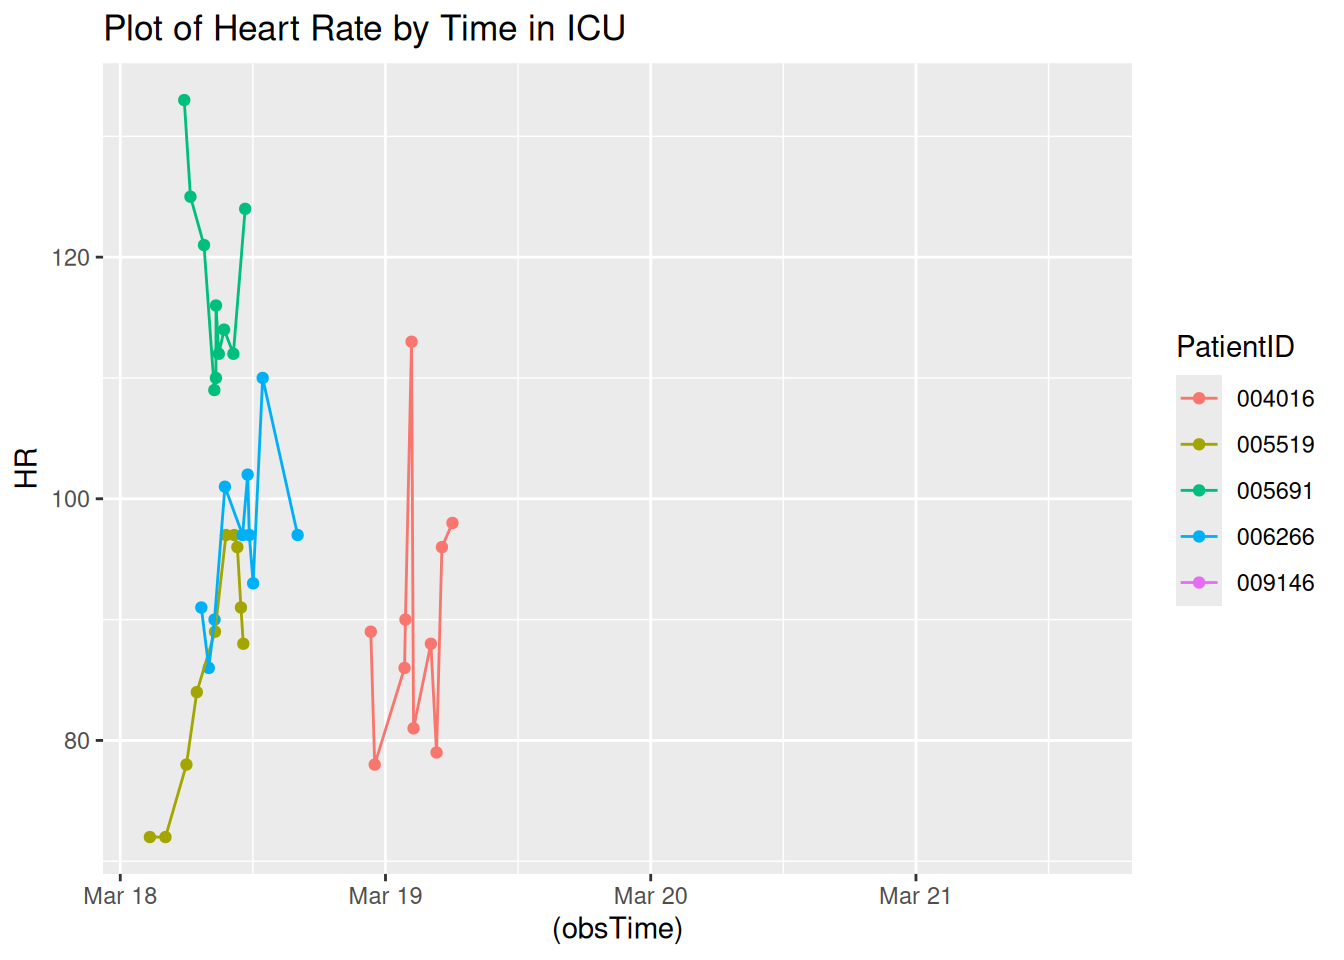 Plot of Heart Rate by Time in ICU
HR
120
100
80
Mar 18
Mar 19
Mar 20
Mar 21
(obsTime)
PatientID
004016
005519
005691
006266
009146